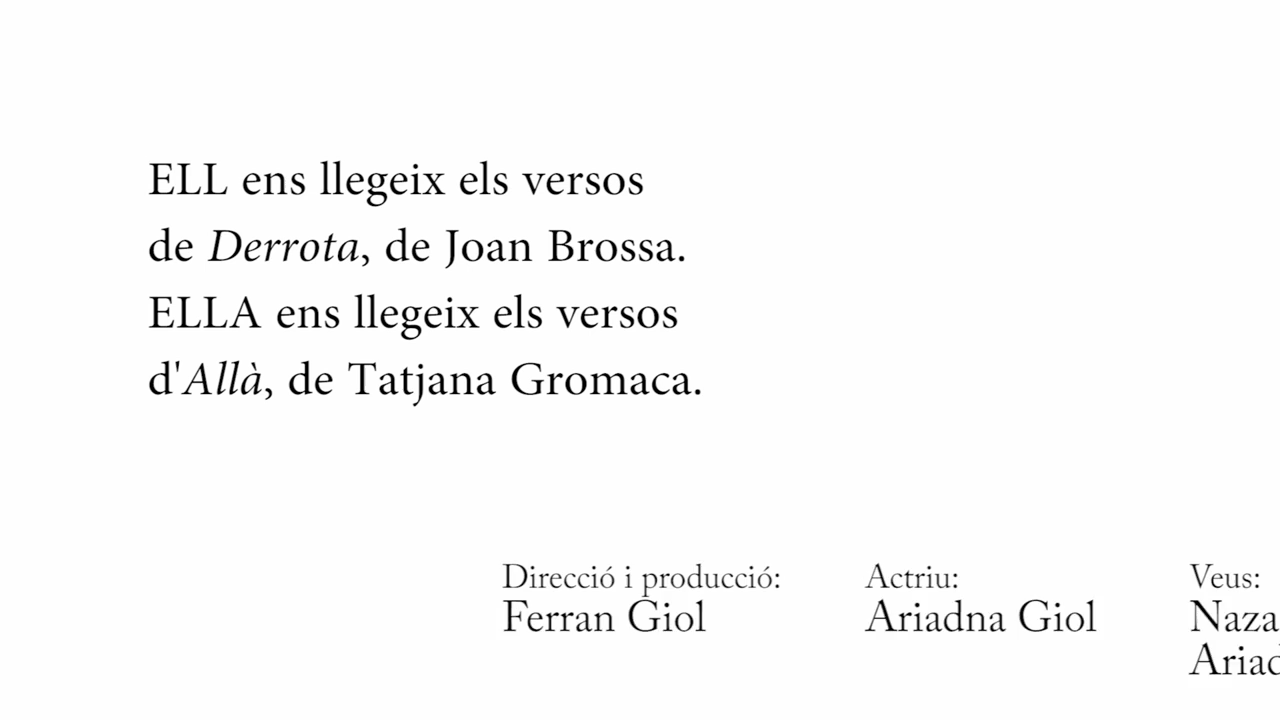 ELL ens llegeix els versos
de Derrota, de Joan Brossa.
ELLA ens llegeix els versos
d'Allà, de Tatjana Gromaca.
Direcció i producció:
Ferran Giol
Actriu:
Ariadna Giol
Veus: